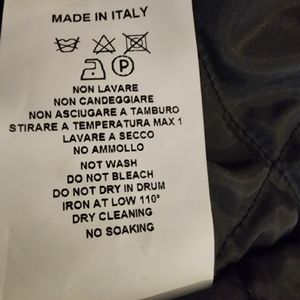 MADE IN ITALY
P
NON LAVARE
NON CANDEGGIARE
NON ASCIUGARE A TAMBURO
STIRARE A TEMPERATURA MAX 1
LAVARE A SECCO
NO AMMOLLO
NOT WASH
DO NOT BLEACH
DO NOT DRY IN DRUM
IRON AT LOW 110°
DRY CLEANING
NO SOAKING